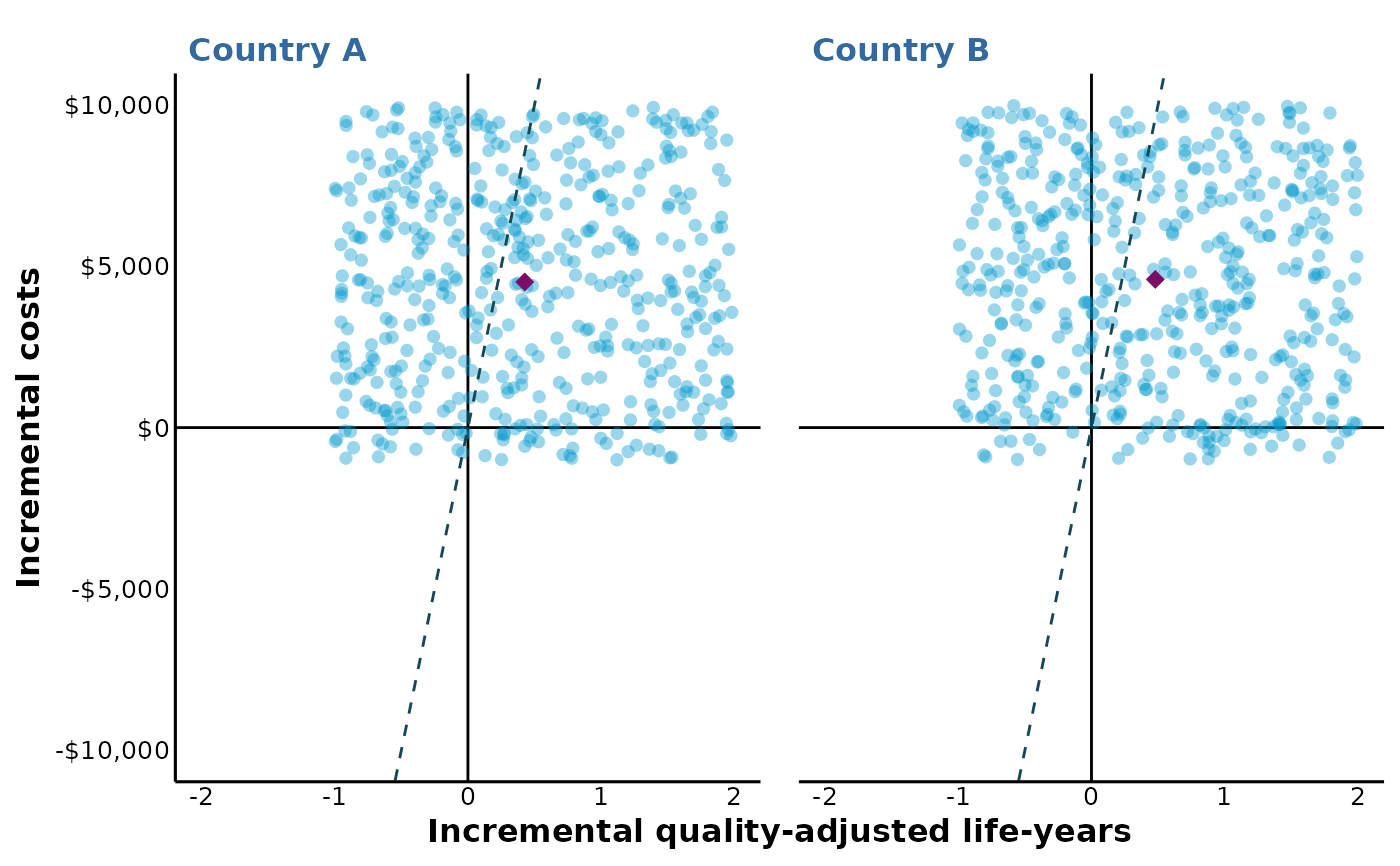 Country A
Country B
$10,000
$5,000
$0
-$5,000
-$10,000
-2 -1 0 1 2
-2 -1 0 1 2
Incremental costs
Incremental quality-adjusted life-years